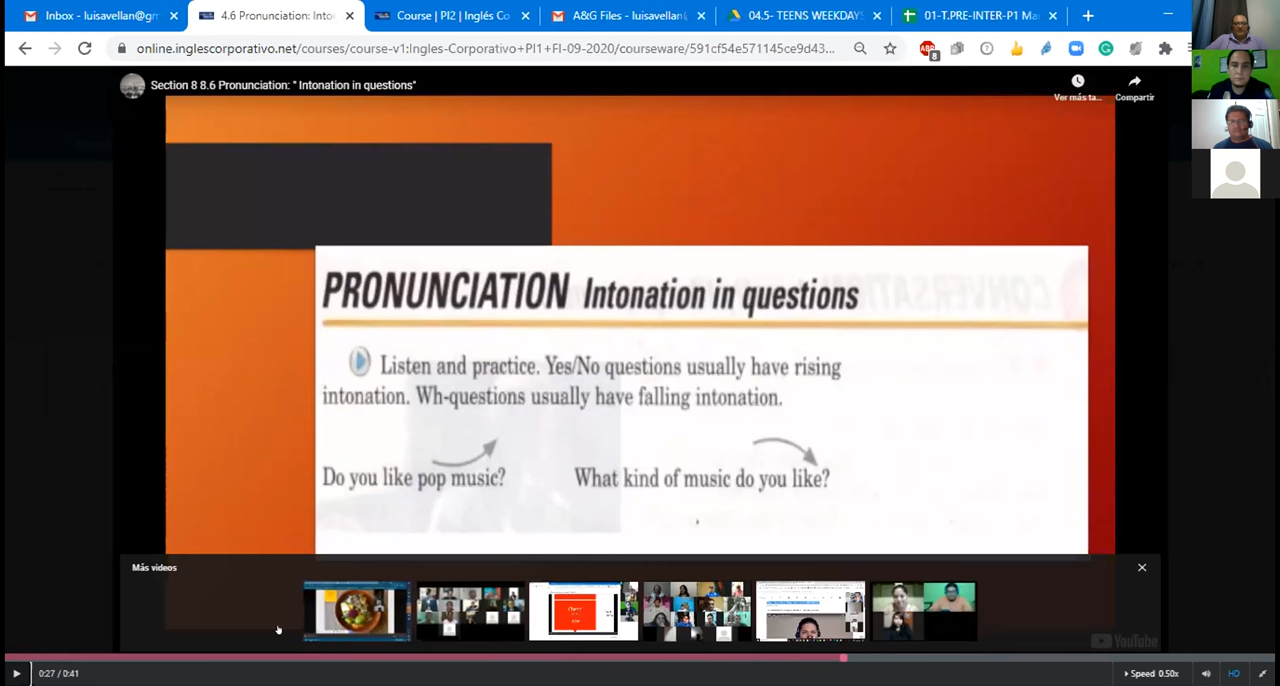 Inbox - luisavellan@gm
4.6 Pronunciation: Into
Course | PI2 | Inglés Co
A&G Files - luisavellan@
04.5- TEENS WEEKDAYS
01-T.PRE-INTER-P1 Ma
online.inglescorporativo.net/courses/course-v1:Ingles-Corporativo+PI1+FI-09-2020/courseware/591cf54e571145ce9d43...
ABP
8
Section 8 8.6 Pronunciation: " Intonation in questions"
Ver más ta...
Compartir
PRONUNCIATION Intonation in questions
Listen and practice. Yes/No questions usually have rising
intonation. Wh-questions usually have falling intonation.
Do you like pop music?
What kind of music do you like?
Más videos
YouTube
0:27 / 0:41
Speed 0.50x
HD